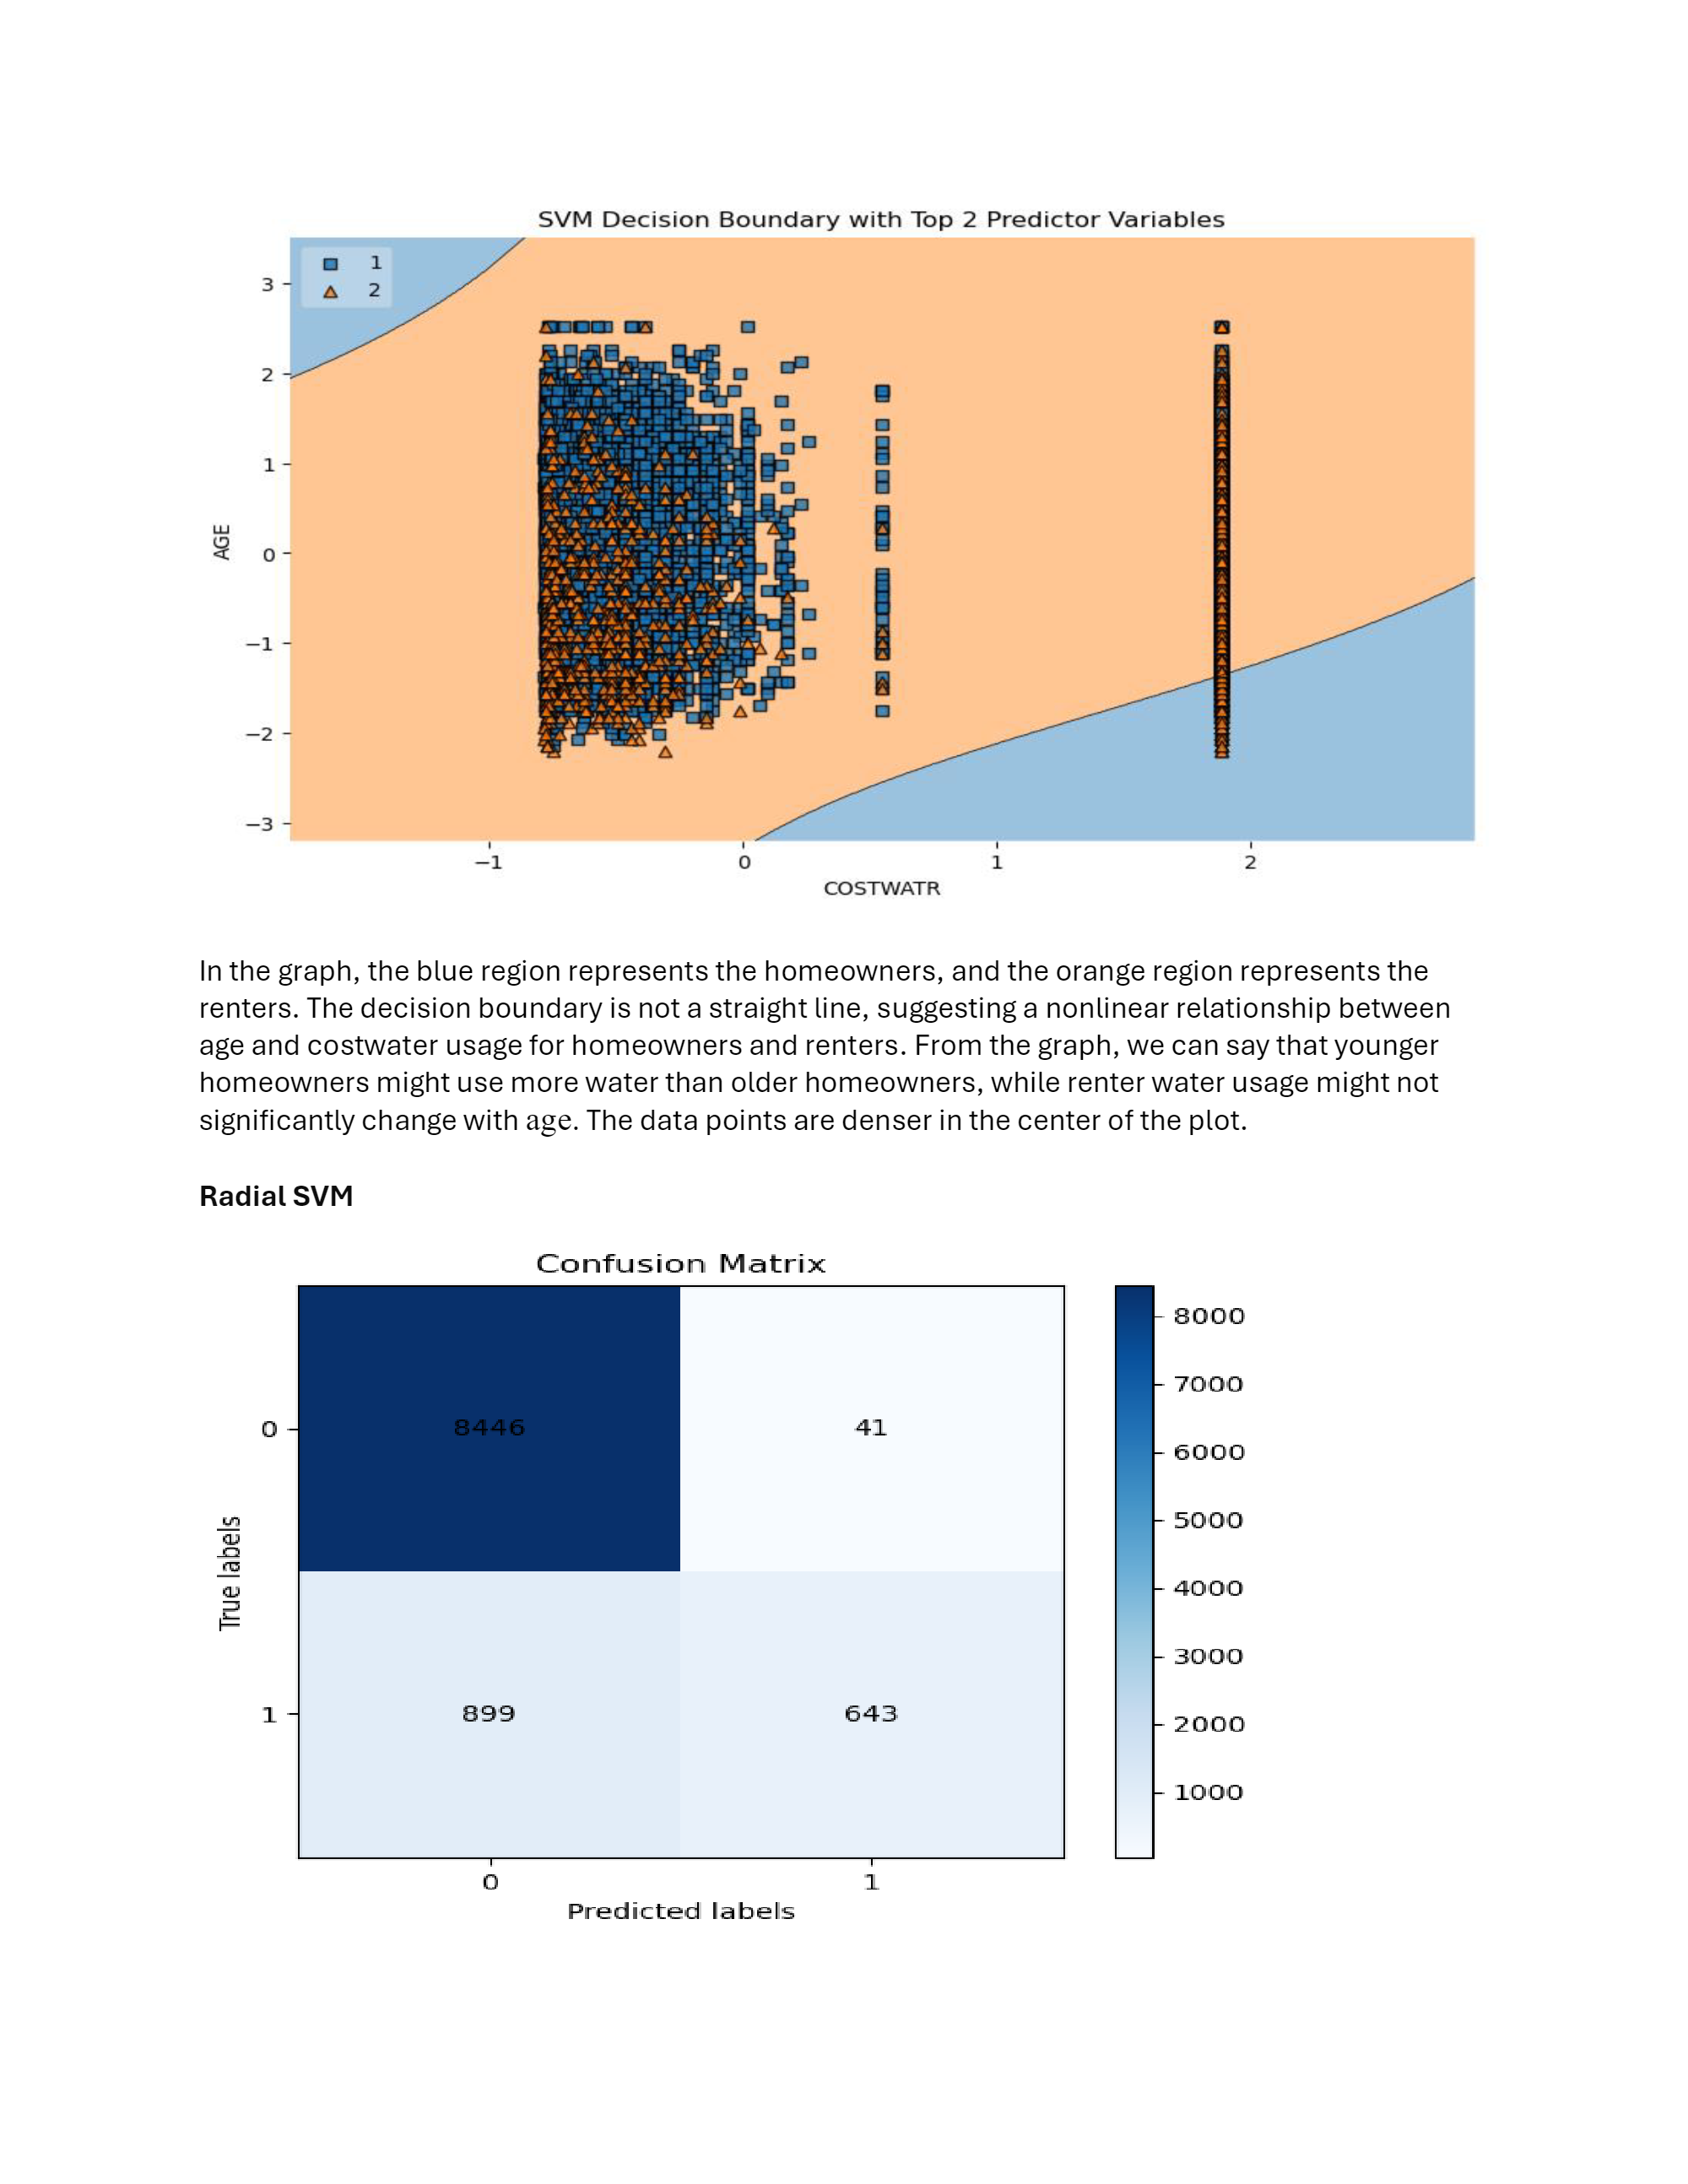 SVM Decision Boundary with Top 2 Predictor Variables
1
2
3
2
1
0
−1
−2
−3
AGE
−1 0 1 2
COSTWATR
In the graph, the blue region represents the homeowners, and the orange region represents the
renters. The decision boundary is not a straight line, suggesting a nonlinear relationship between
age and costwater usage for homeowners and renters. From the graph, we can say that younger
homeowners might use more water than older homeowners, while renter water usage might not
significantly change with age. The data points are denser in the center of the plot.
Radial SVM
Confusion Matrix
8446 41
899 643
0
1
True labels
0 1
Predicted labels
8000
7000
6000
5000
4000
3000
2000
1000